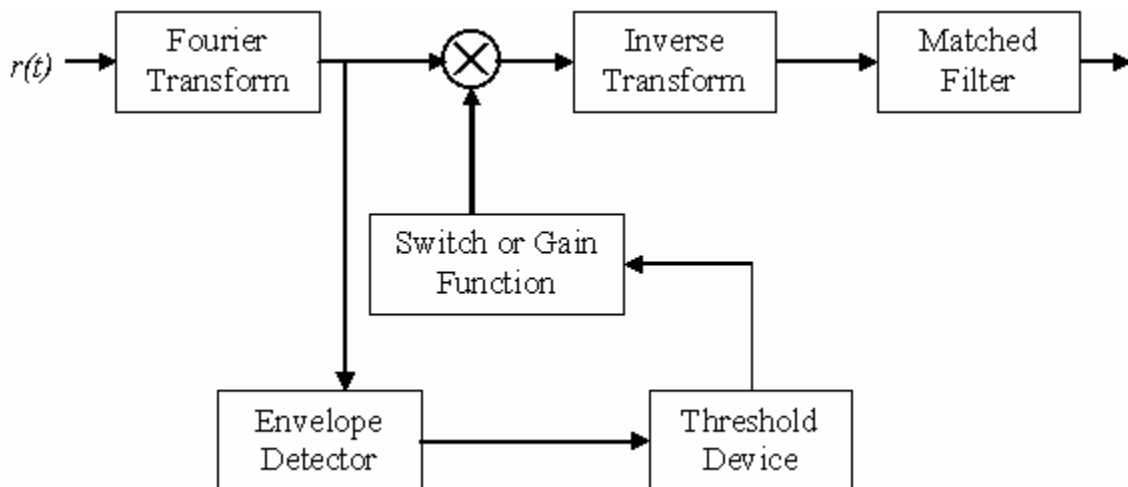 r(t)
Fourier
Transform
Inverse
Transform
Matched
Filter
Switch or Gain
Function
Envelope
Detector
Threshold
Device